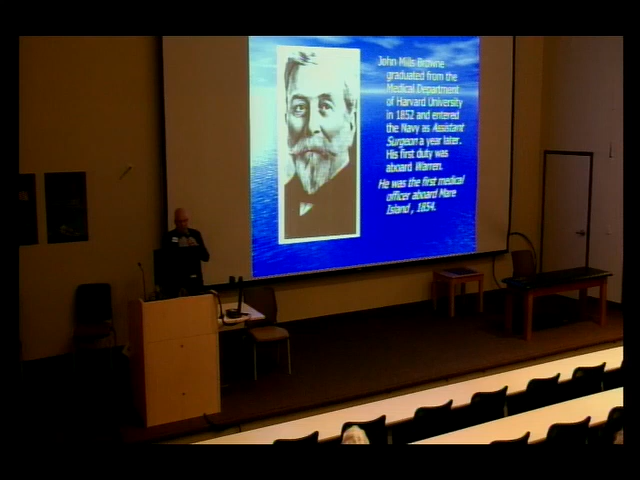 John Mills Browne
graduated from the
Medical Department
of Harvard University
in 1852 and entered
the Navy as Assistant
Surgeon a year later.
His first duty was
aboard Warren.
He was the first medical
officer aboard Mare
Island , 1854.